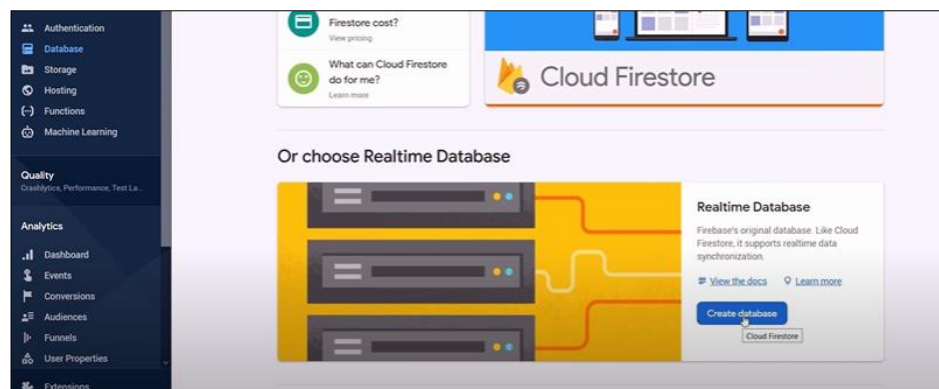 Authentication
Database
Storage
Hosting
Functions
Machine Learning
Quality
Crashlytics, Performance, Test La...
Analytics
Dashboard
Events
Conversions
Audiences
Funnels
User Properties
Extensions
Firestore cost?
View pricing
What can Cloud Firestore
do for me?
Learn more
Cloud Firestore
Or choose Realtime Database
Realtime Database
Firebase's original database. Like Cloud
Firestore, it supports realtime data
synchronization.
View the docs Learn more
Create database
Cloud Firestore